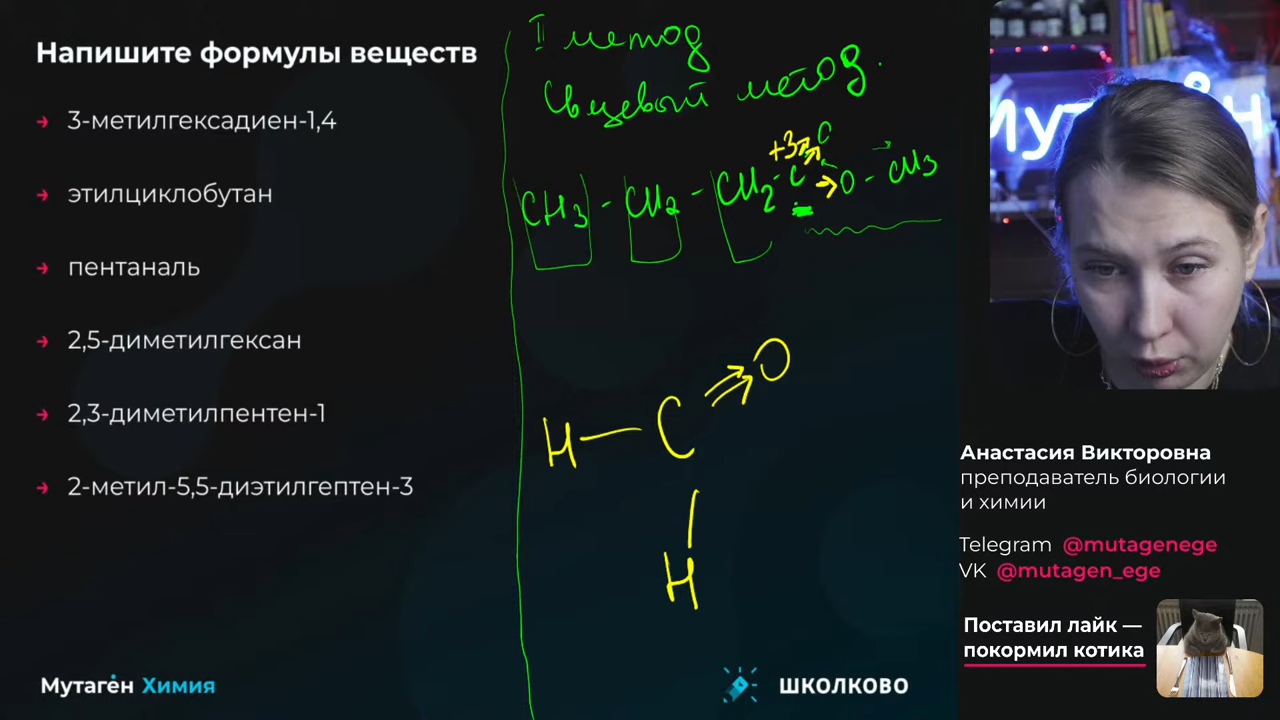 Напишите формулы веществ
→ 3-метилгексадиен-1,4
→ этилциклобутан
→ пентаналь
→ 2,5-диметилгексан
→ 2,3-диметилпентен-1
→ 2-метил-5,5-диэтилгептен-3
II метод
метод.
+3 O
CH3 - CH2 - CH2 - C O - CH3
O
H — C
H
Мутаген Химия
ШКОЛКОВО
Анастасия Викторовна
преподаватель биологии
и химии
Telegram @mutagenege
VK @mutagen_ege
Поставил лайк —
покормил котика